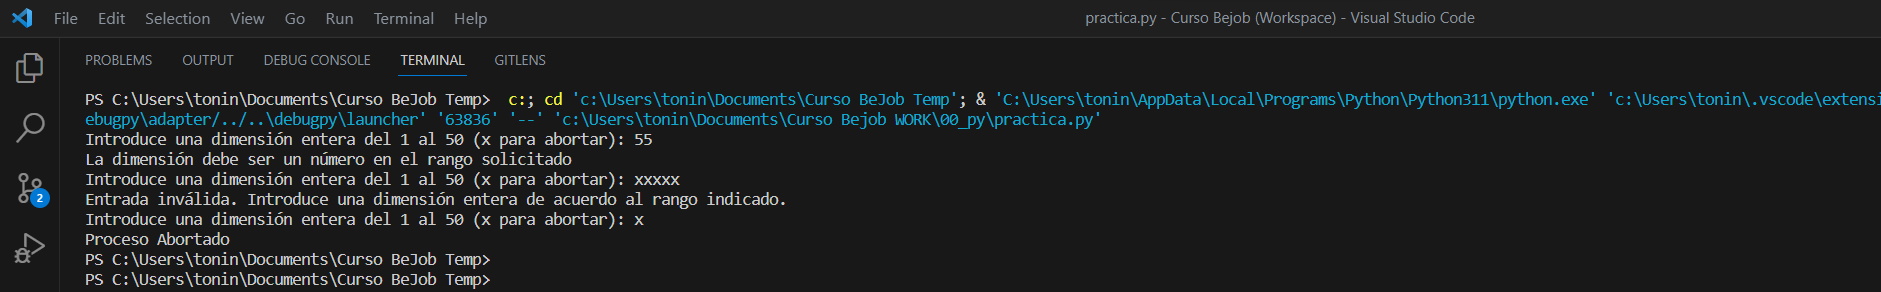 File Edit Selection View Go Run Terminal Help practica.py - Curso Bejob (Workspace) - Visual Studio Code
PROBLEMS OUTPUT DEBUG CONSOLE TERMINAL GITLENS
PS C:\Users\tonin\Documents\Curso BeJob Temp>  c:; cd 'c:\Users\tonin\Documents\Curso BeJob Temp'; & 'C:\Users\tonin\AppData\Local\Programs\Python\Python311\python.exe' 'c:\Users\tonin\.vscode\extensi
ebugpy\adapter/../..\debugpy\launcher' '63836' '--' 'c:\Users\tonin\Documents\Curso Bejob WORK\00_py\practica.py'
Introduce una dimensión entera del 1 al 50 (x para abortar): 55
La dimensión debe ser un número en el rango solicitado
Introduce una dimensión entera del 1 al 50 (x para abortar): xxxxx
Entrada inválida. Introduce una dimensión entera de acuerdo al rango indicado.
2
Introduce una dimensión entera del 1 al 50 (x para abortar): x
Proceso Abortado
PS C:\Users\tonin\Documents\Curso BeJob Temp>
PS C:\Users\tonin\Documents\Curso BeJob Temp>